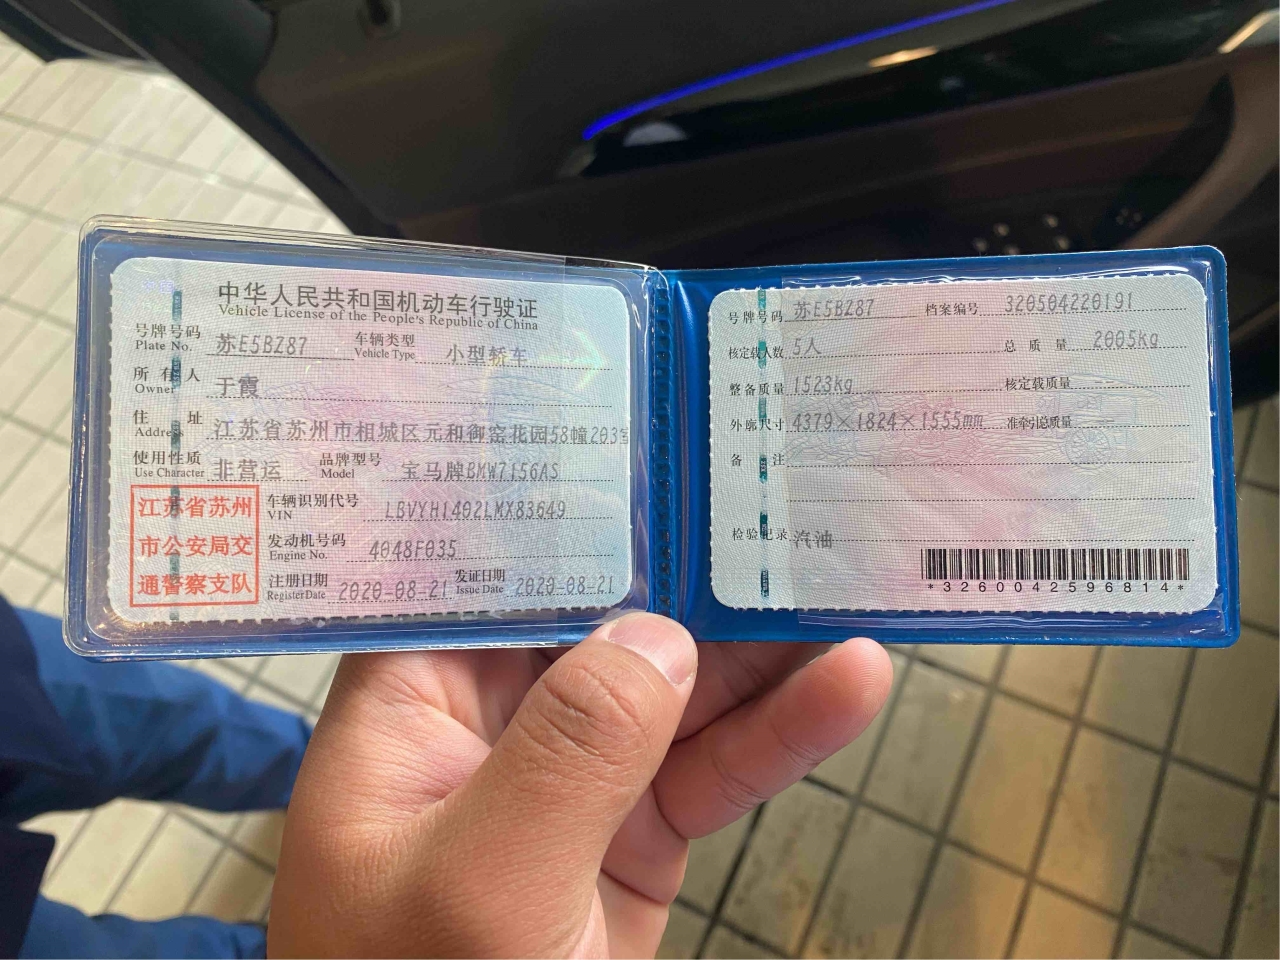 中华人民共和国机动车行驶证
Vehicle License of the People's Republic of China
号牌号码 苏E5BZ87 车辆类型 小型轿车
Plate No. Vehicle Type
所有人 于霞
Owner
住址 江苏省苏州市相城区元和御窑花园58幢203室
Address
使用性质 非营运 品牌型号 宝马牌BMW7156AS
Use Character Model
江苏省苏州
市公安局交
通警察支队
车辆识别代号 LBVYH1402LMX83649
VIN
发动机号码 4048F035
Engine No.
注册日期 2020-08-21 发证日期 2020-08-21
Register Date Issue Date
号牌号码 苏E5BZ87 档案编号 320504220191
核定载人数 5人 总质量 2005kg
整备质量 1523kg 核定载质量 --
外廓尺寸 4379×1824×1555mm 准牵引总质量 --
备注
检验记录 汽油
*3260042596814*